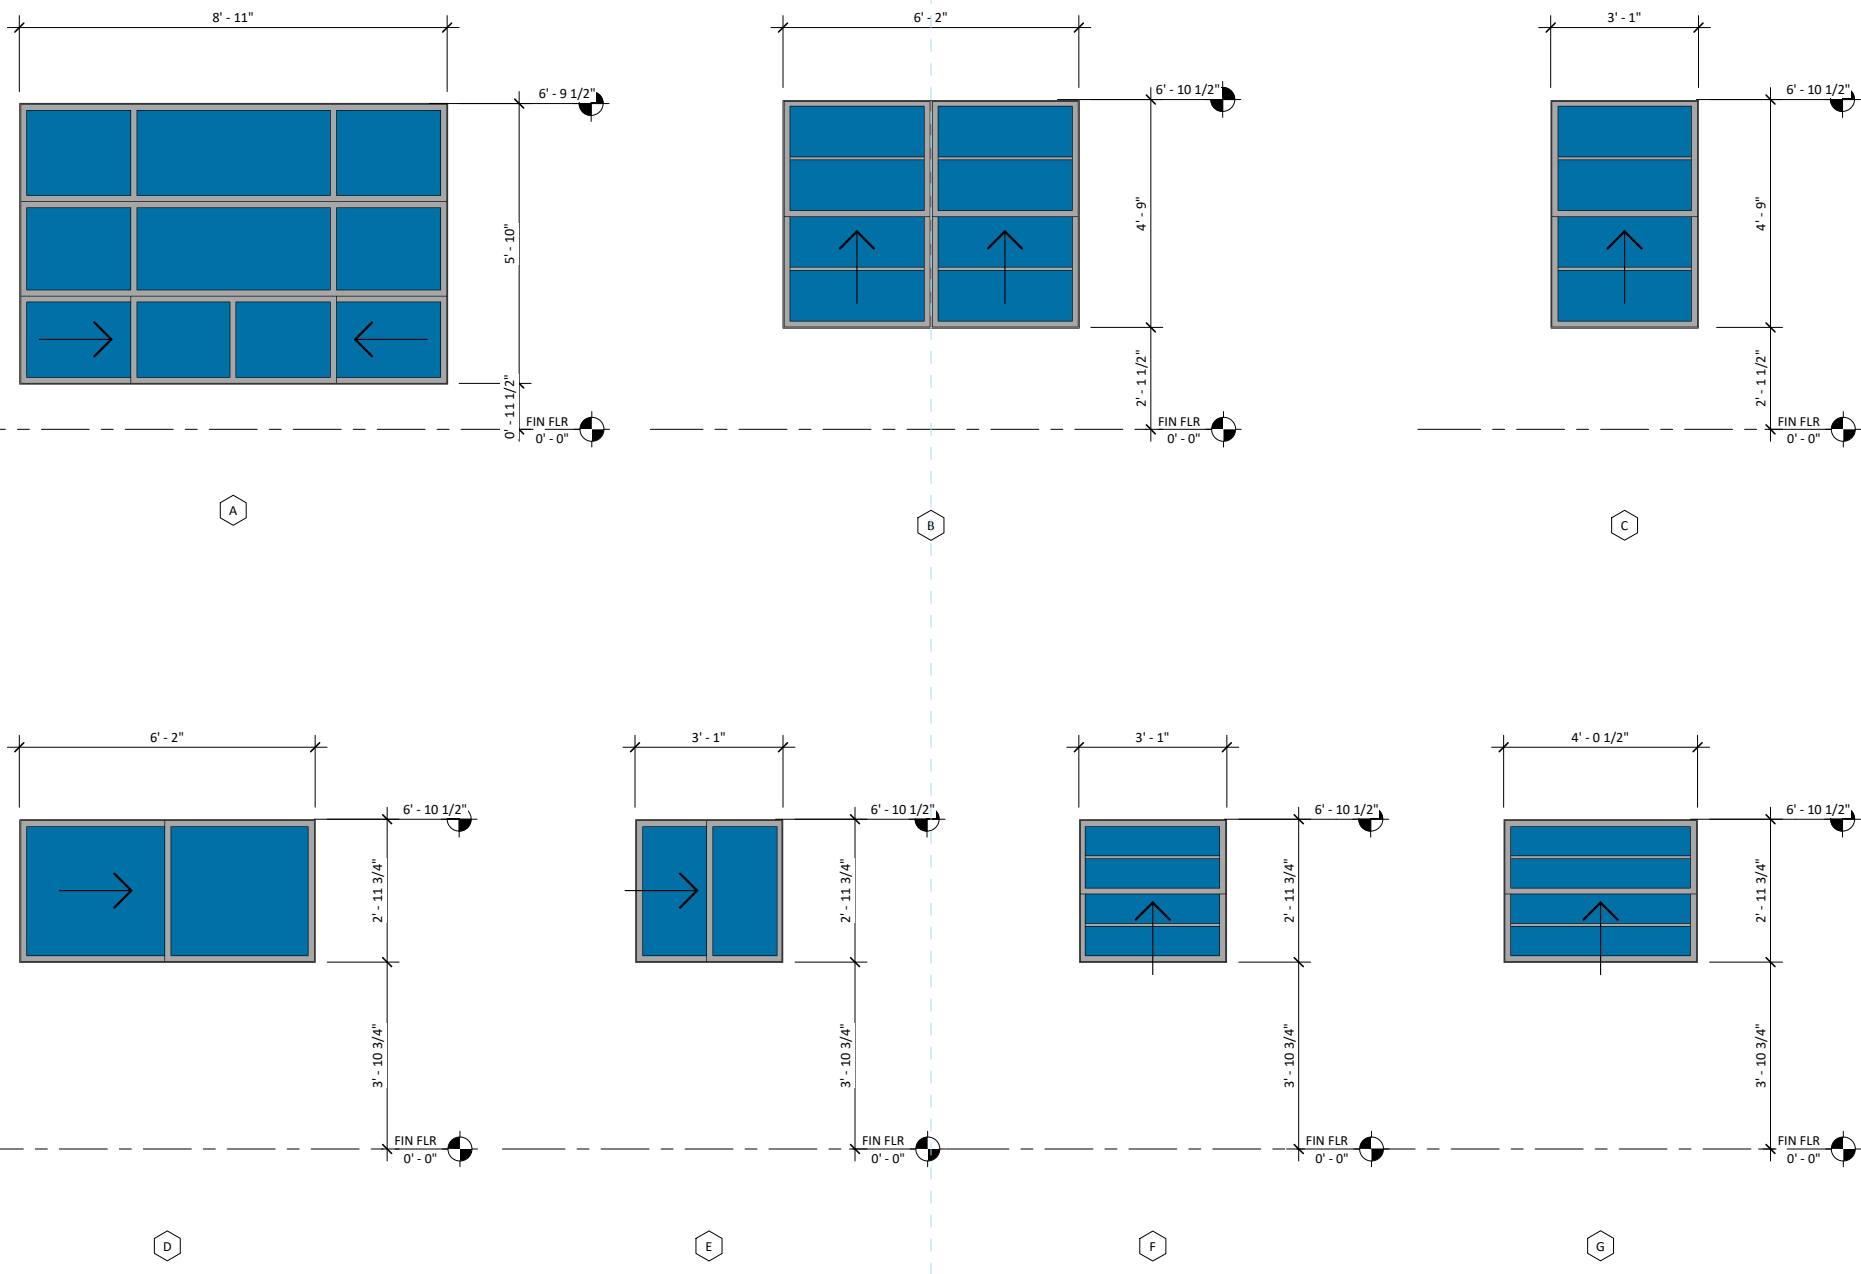 8' - 11"
6' - 9 1/2"
5' - 10"
0' - 11 1/2"
FIN FLR
0' - 0"
A
6' - 2"
6' - 10 1/2"
4' - 9"
2' - 1 1/2"
FIN FLR
0' - 0"
B
3' - 1"
6' - 10 1/2"
4' - 9"
2' - 1 1/2"
FIN FLR
0' - 0"
C
6' - 2"
6' - 10 1/2"
2' - 11 3/4"
3' - 10 3/4"
FIN FLR
0' - 0"
D
3' - 1"
6' - 10 1/2"
2' - 11 3/4"
3' - 10 3/4"
FIN FLR
0' - 0"
E
3' - 1"
6' - 10 1/2"
2' - 11 3/4"
3' - 10 3/4"
FIN FLR
0' - 0"
F
4' - 0 1/2"
6' - 10 1/2"
2' - 11 3/4"
3' - 10 3/4"
FIN FLR
0' - 0"
G